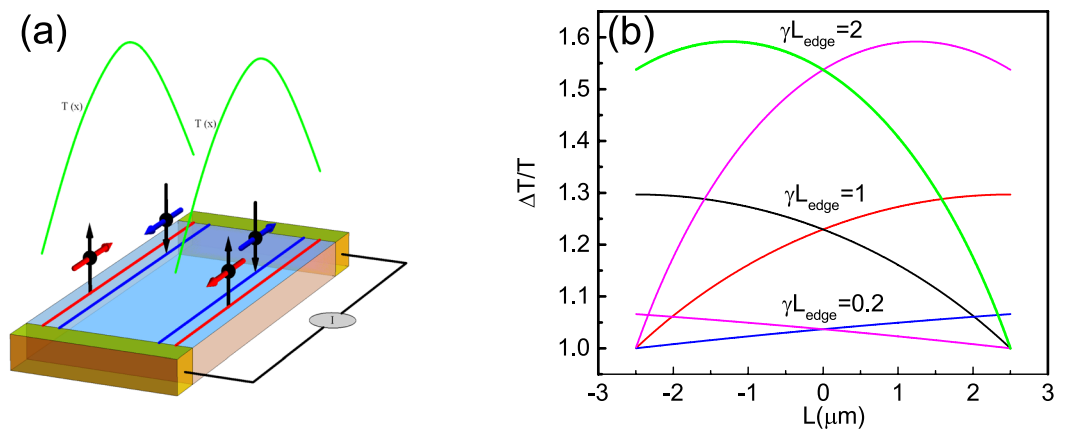 (a)
T (x)
T (x)
I
(b)
γL_edge=2
γL_edge=1
γL_edge=0.2
1.6
1.5
1.4
1.3
1.2
1.1
1.0
ΔT/T
-3
-2
-1
0
1
2
3
L(μm)